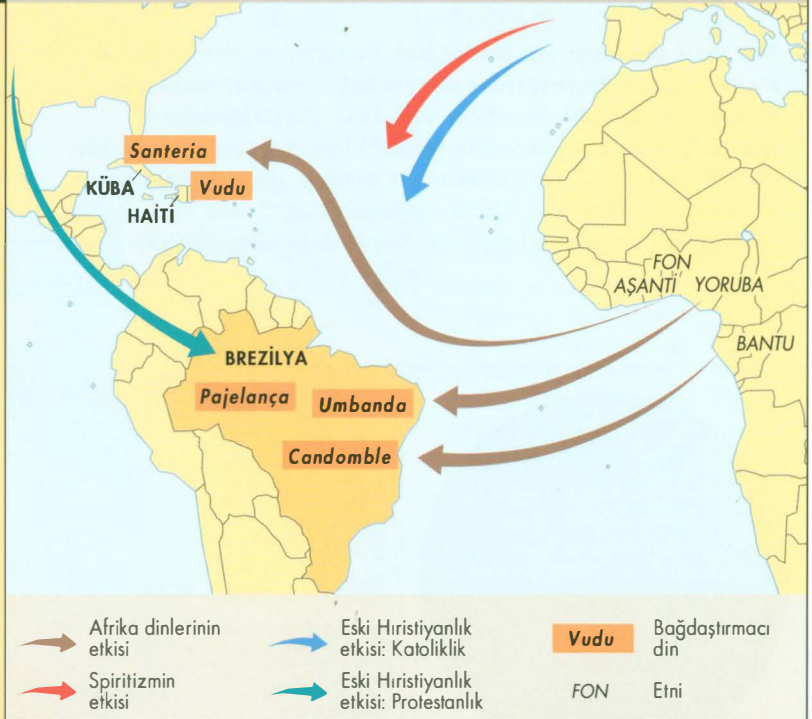 Santeria
KÜBA
Vudu
HAİTİ
FON
AŞANTİ YORUBA
BANTU
BREZİLYA
Pajelança
Umbanda
Candomble
Afrika dinlerinin
etkisi
Spiritizmin
etkisi
Eski Hıristiyanlık
etkisi: Katoliklik
Eski Hıristiyanlık
etkisi: Protestanlık
Vudu
Bağdaştırmacı
din
FON
Etni